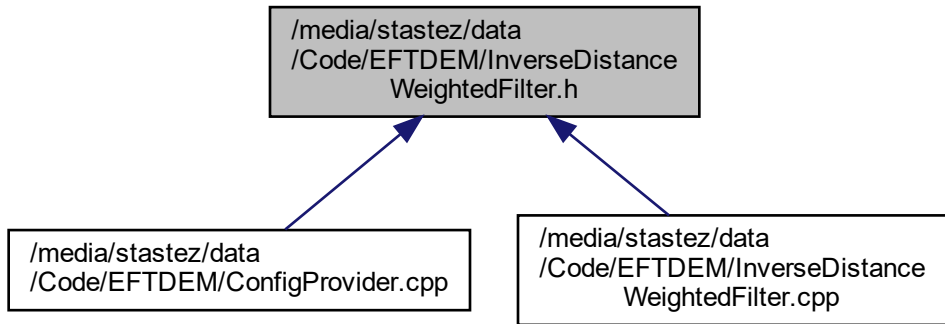 /media/stastez/data
/Code/EFTDEM/InverseDistance
WeightedFilter.h
/media/stastez/data
/Code/EFTDEM/ConfigProvider.cpp
/media/stastez/data
/Code/EFTDEM/InverseDistance
WeightedFilter.cpp